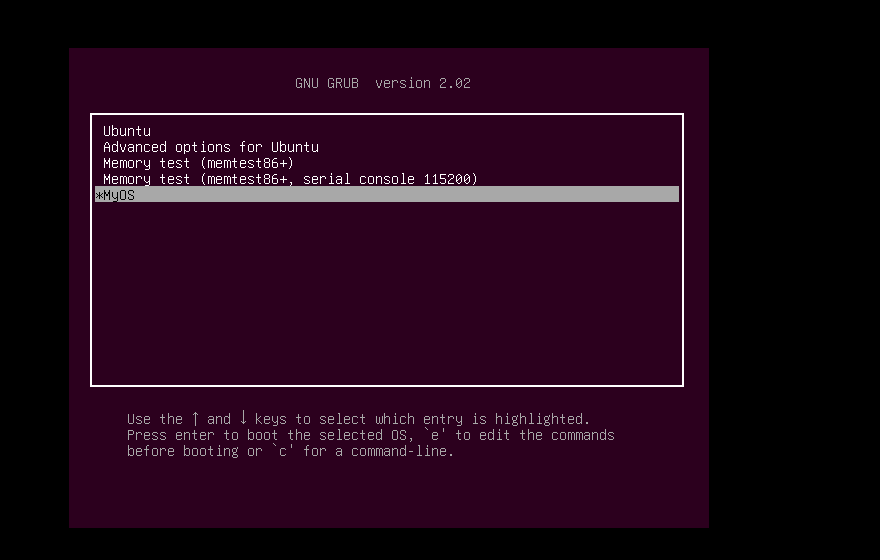 GNU GRUB  version 2.02
Ubuntu
Advanced options for Ubuntu
Memory test (memtest86+)
Memory test (memtest86+, serial console 115200)
*MyOS
Use the ↑ and ↓ keys to select which entry is highlighted.
Press enter to boot the selected OS, `e' to edit the commands
before booting or `c' for a command-line.